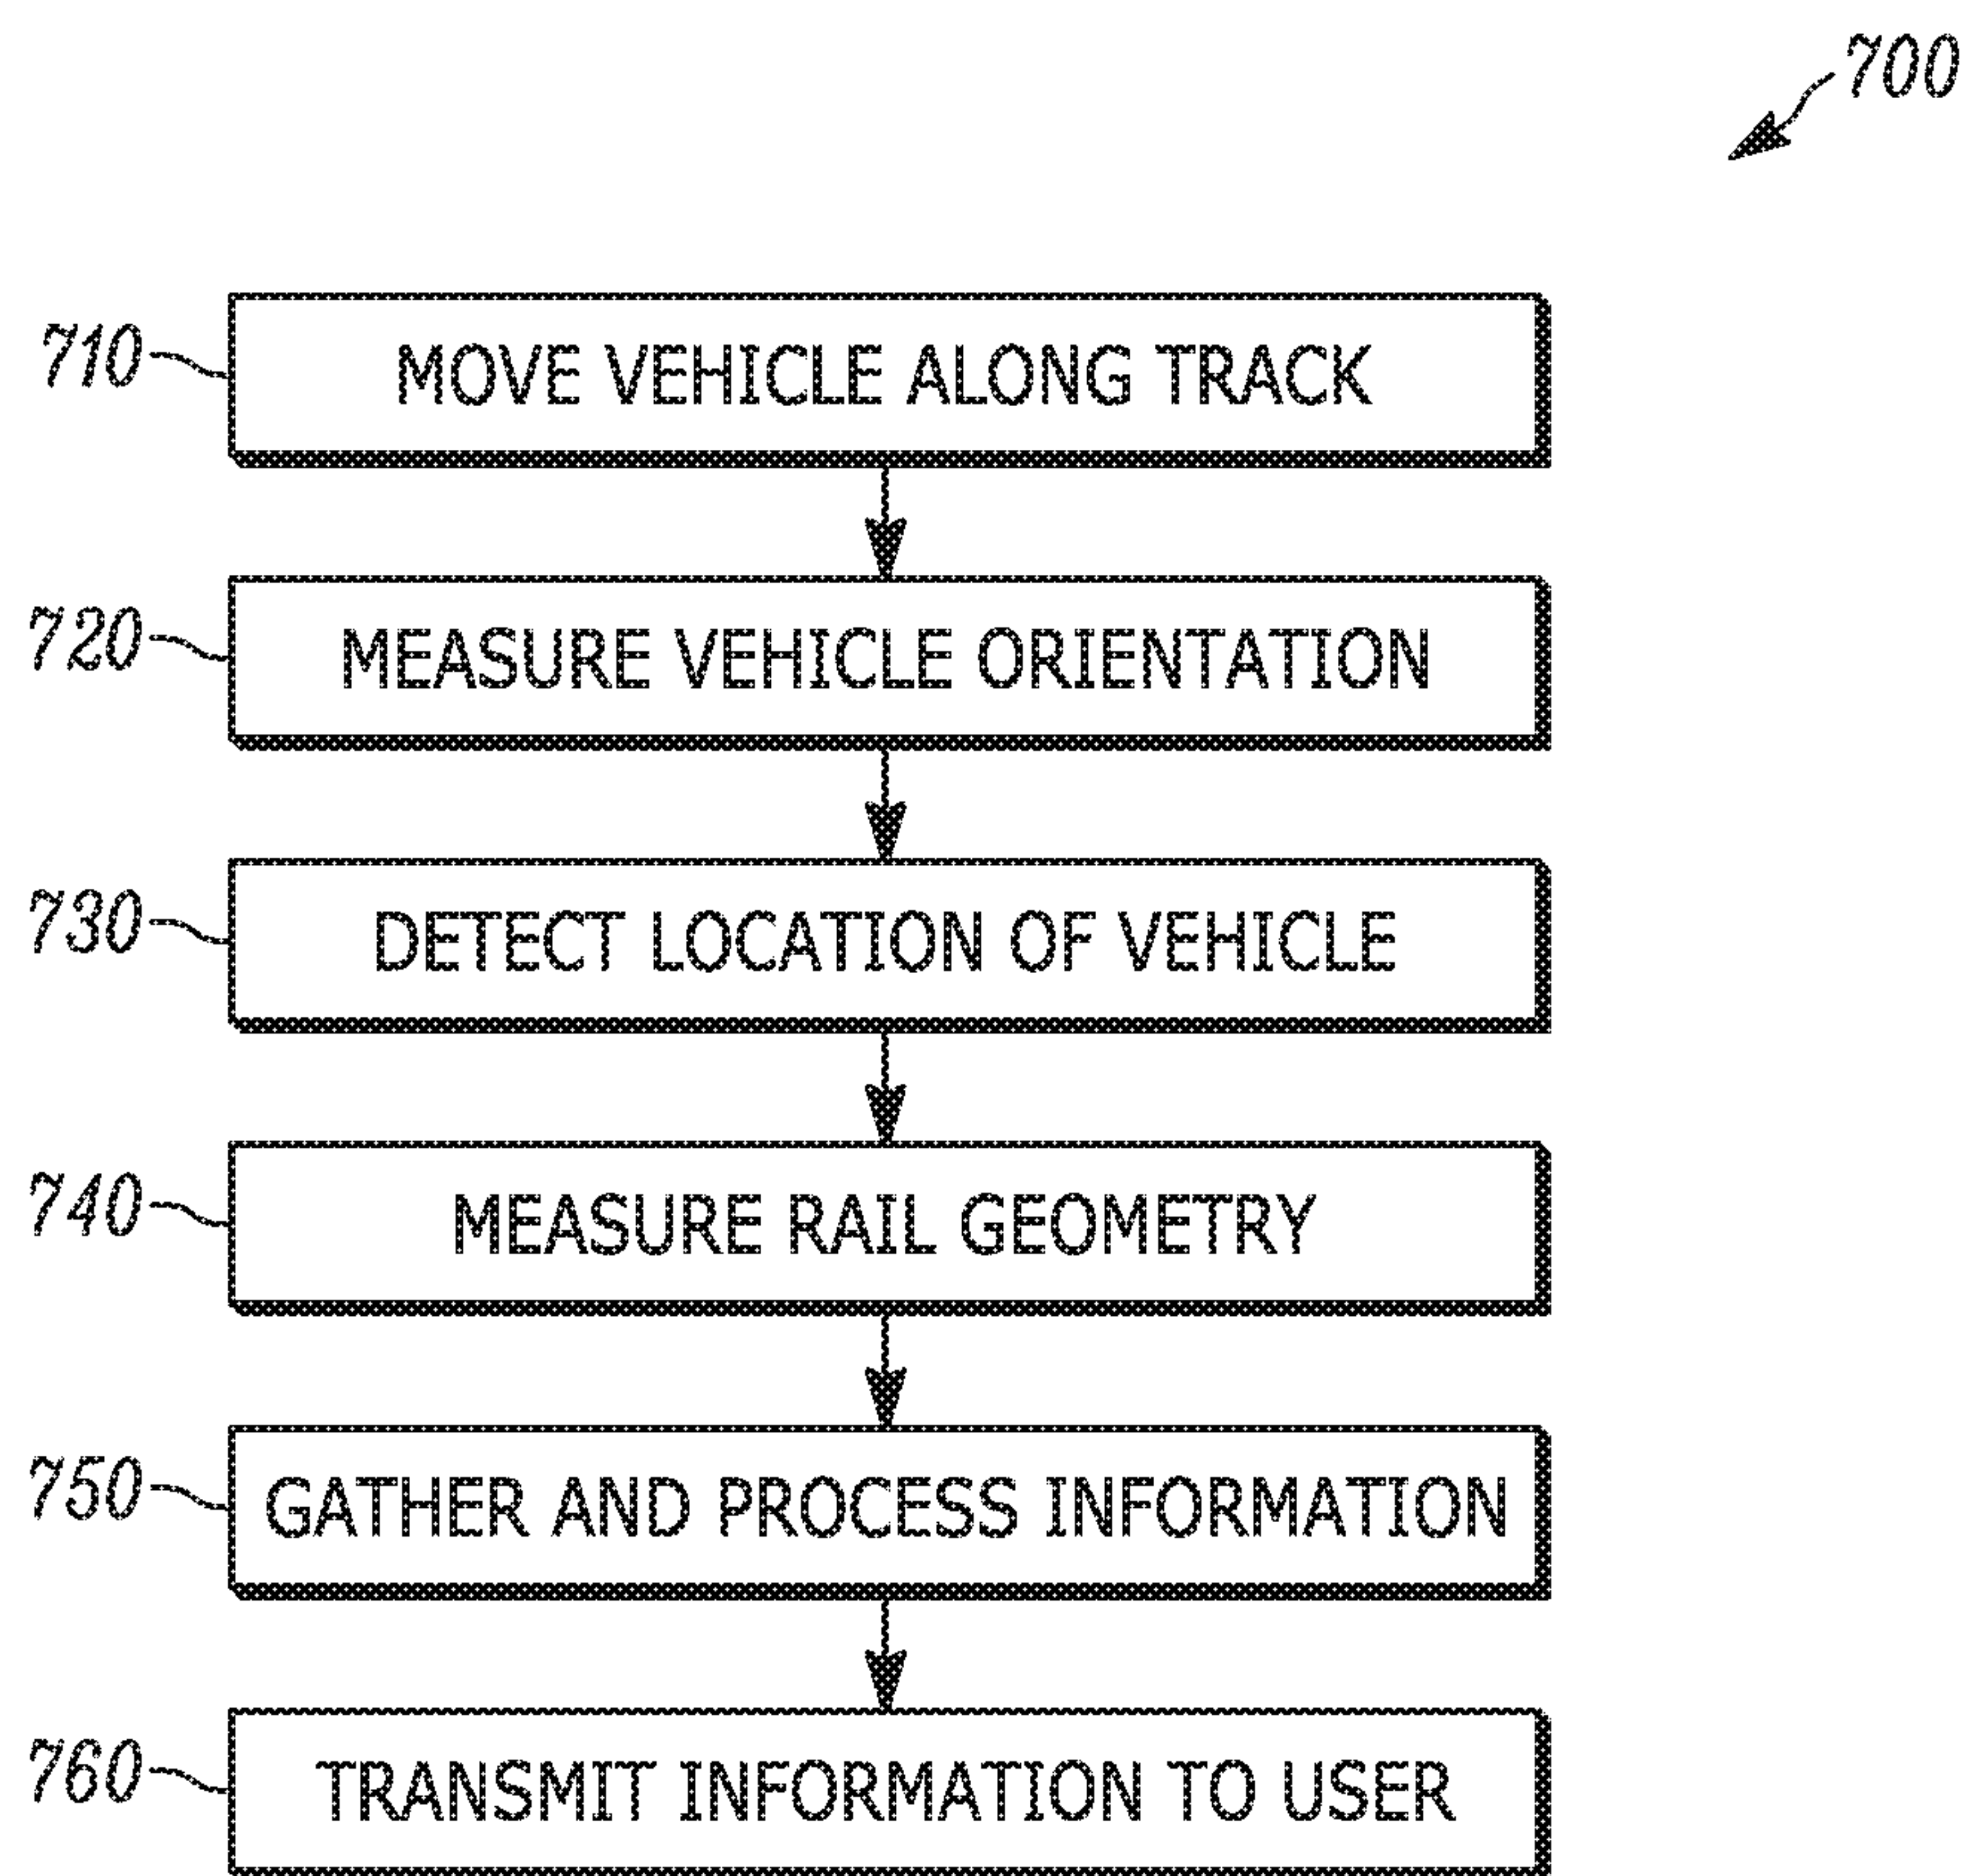 700
710 MOVE VEHICLE ALONG TRACK
720 MEASURE VEHICLE ORIENTATION
730 DETECT LOCATION OF VEHICLE
740 MEASURE RAIL GEOMETRY
750 GATHER AND PROCESS INFORMATION
760 TRANSMIT INFORMATION TO USER